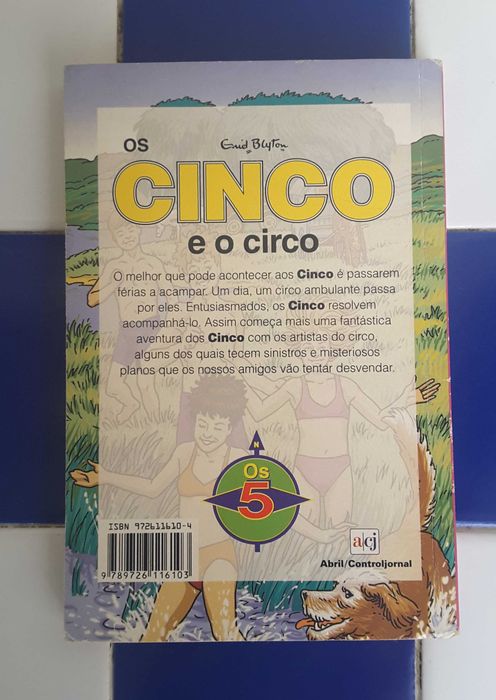 Enid Blyton
OS
CINCO
e o circo
O melhor que pode acontecer aos Cinco é passarem
férias a acampar. Um dia, um circo ambulante passa
por eles. Entusiasmados, os Cinco resolvem
acompanhá-lo. Assim começa mais uma fantástica
aventura dos Cinco com os artistas do circo,
alguns dos quais tecem sinistros e misteriosos
planos que os nossos amigos vão tentar desvendar.
N
Os
5
ISBN 972611610-4
9 789726 116103
a|cj
Abril/Controljornal